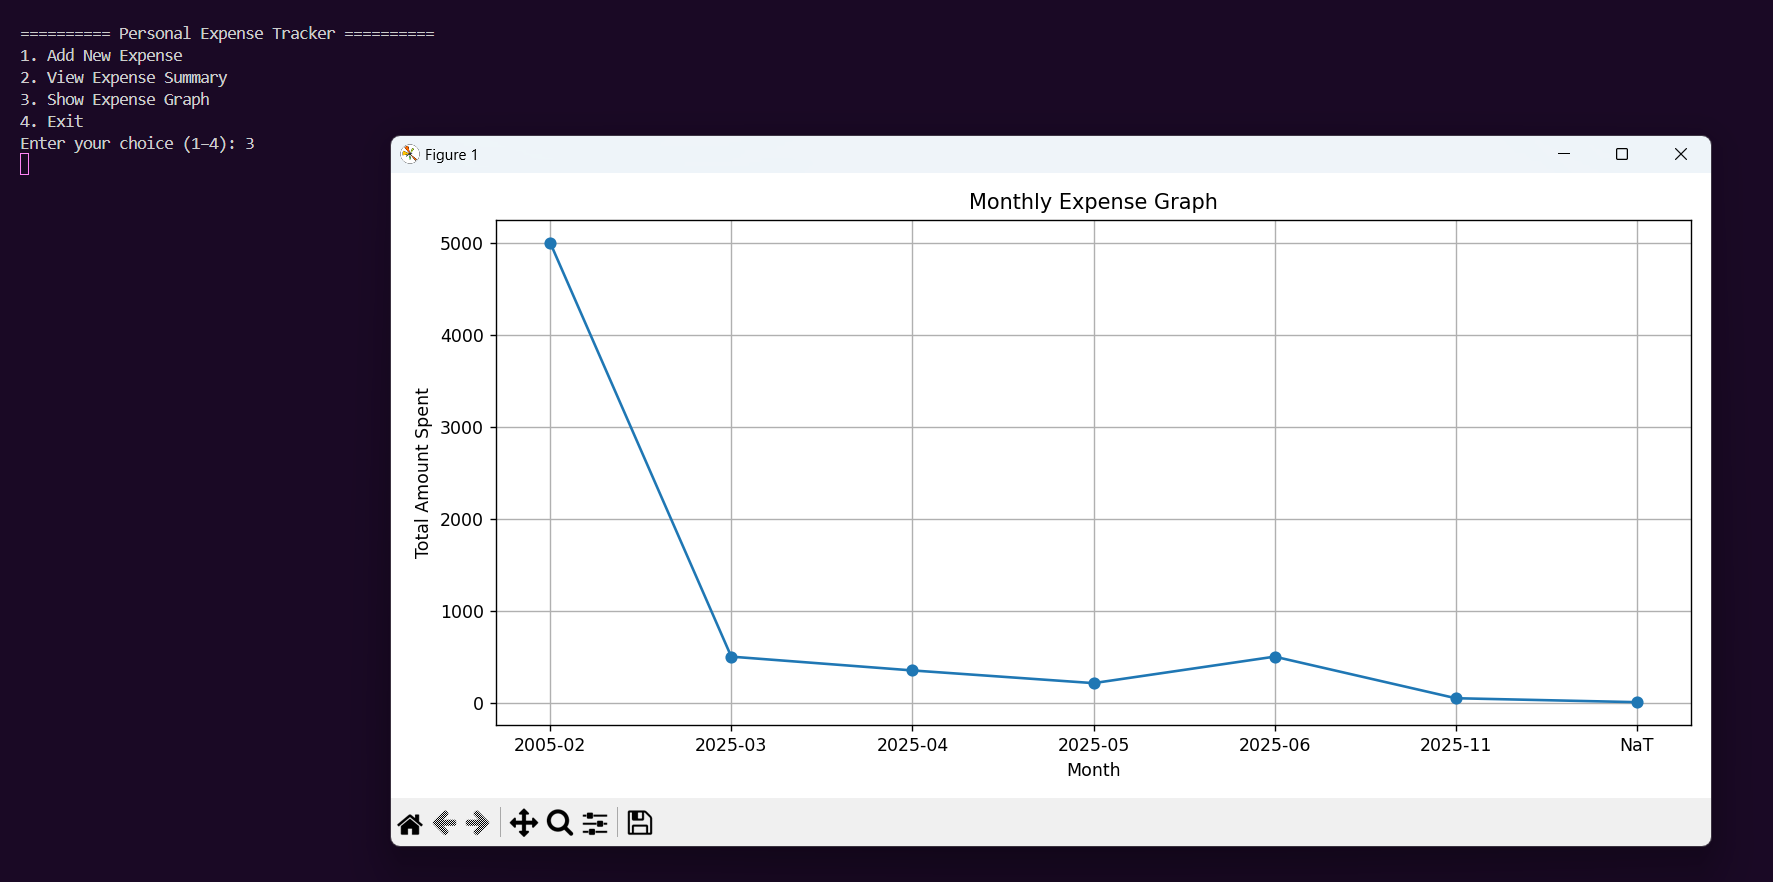 ========== Personal Expense Tracker ==========
1. Add New Expense
2. View Expense Summary
3. Show Expense Graph
4. Exit
Enter your choice (1–4): 3
Figure 1
Monthly Expense Graph
5000
4000
3000
2000
1000
0
Total Amount Spent
2005-02 2025-03 2025-04 2025-05 2025-06 2025-11 NaT
Month